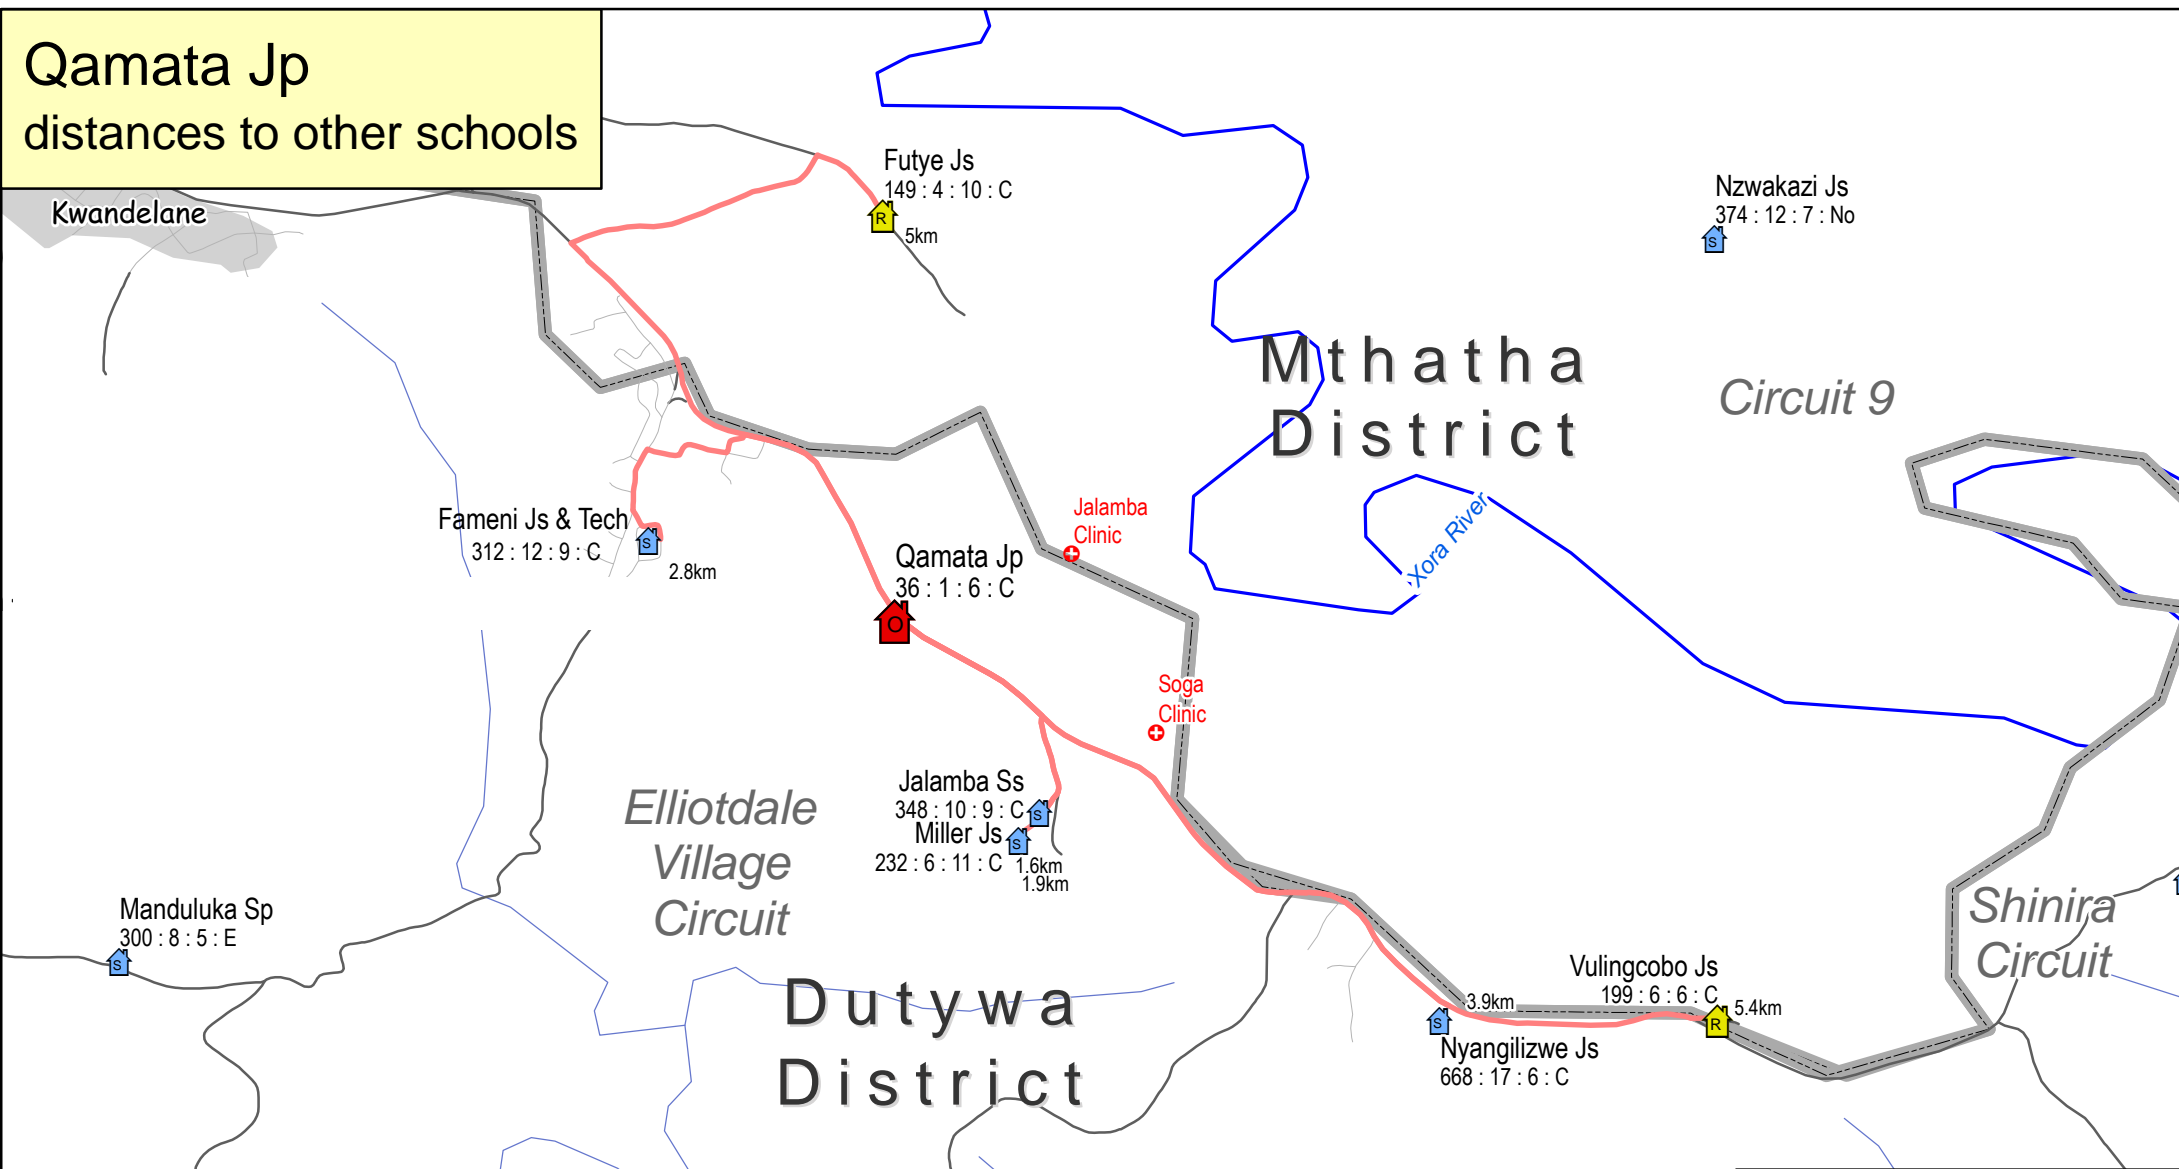 Qamata Jp
distances to other schools
Kwandelane
Futye Js
149 : 4 : 10 : C
R
5km
Nzwakazi Js
374 : 12 : 7 : No
S
Mthatha
District
Circuit 9
Xora River
Jalamba
Clinic
Fameni Js & Tech
312 : 12 : 9 : C
S
2.8km
Qamata Jp
36 : 1 : 6 : C
O
Soga
Clinic
Jalamba Ss
348 : 10 : 9 : C
S
Miller Js
232 : 6 : 11 : C
S
1.6km
1.9km
Elliotdale
Village
Circuit
Manduluka Sp
300 : 8 : 5 : E
S
Dutywa
District
Shinira
Circuit
Vulingcobo Js
199 : 6 : 6 : C
R
5.4km
3.9km
S
Nyangilizwe Js
668 : 17 : 6 : C